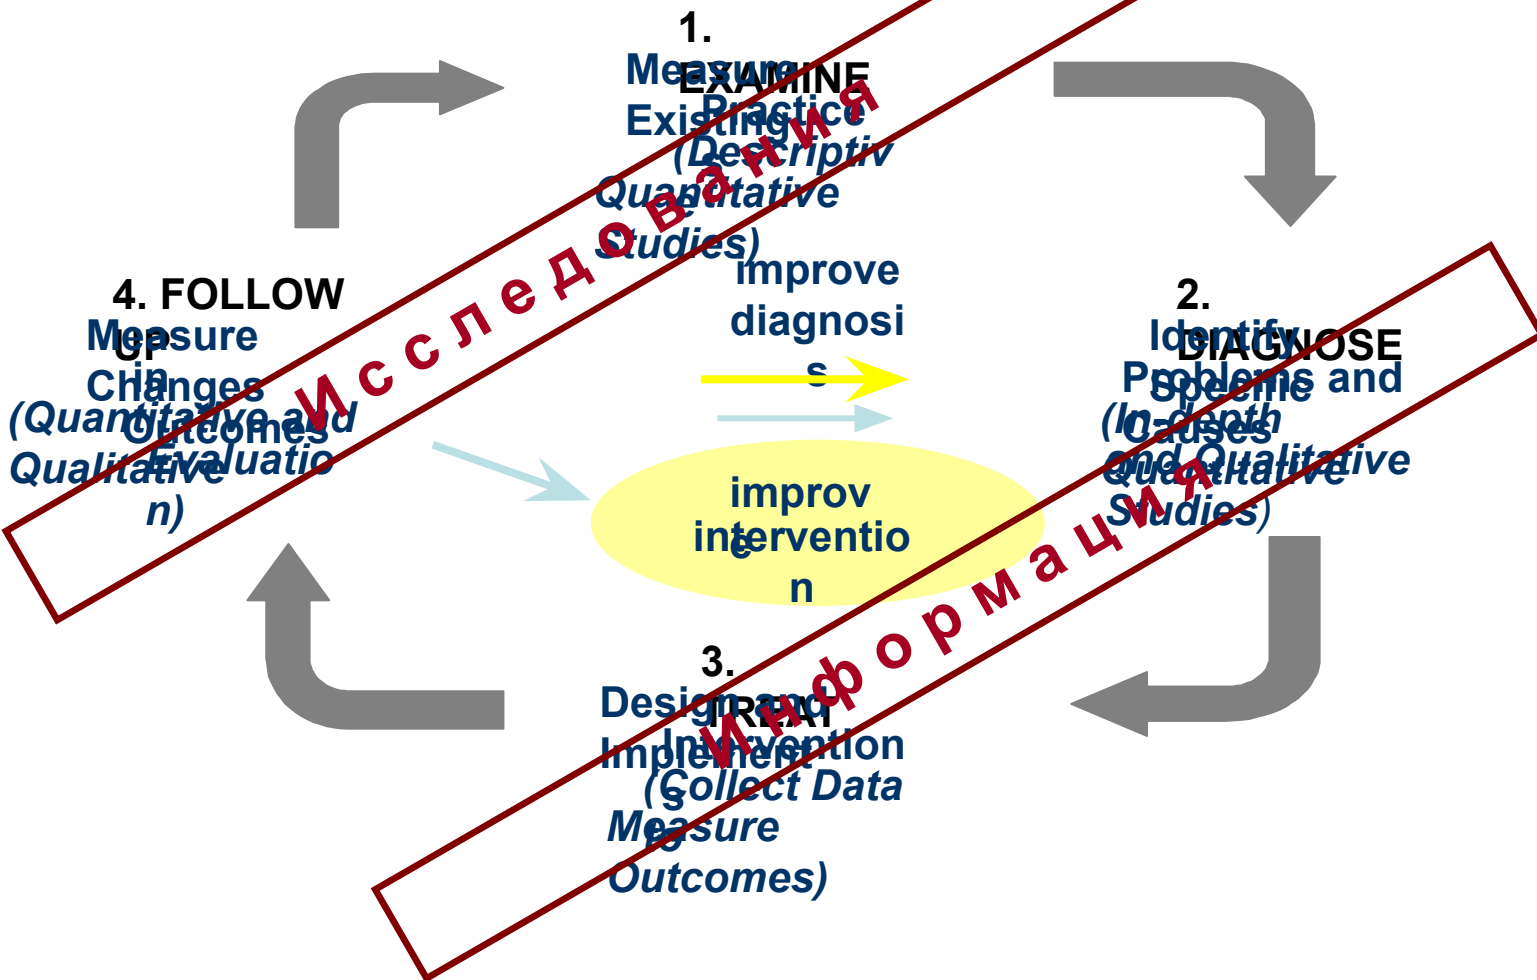 1.
EXAMINE
Measure
Existing
Practice
s
(Descriptiv
e
Quantitative
Studies)
improve
diagnosi
s
2.
DIAGNOSE
Identify
Specific
Problems and
Causes
(In-depth
Quantitative
and Qualitative
Studies)
improv
e
interventio
n
3.
TREAT
Design and
Implement
Intervention
s
(Collect Data
to
Measure
Outcomes)
4. FOLLOW
UP
Measure
Changes
in
Outcomes
(Quantitative and
Qualitative
Evaluatio
n)
Исследования
Информация